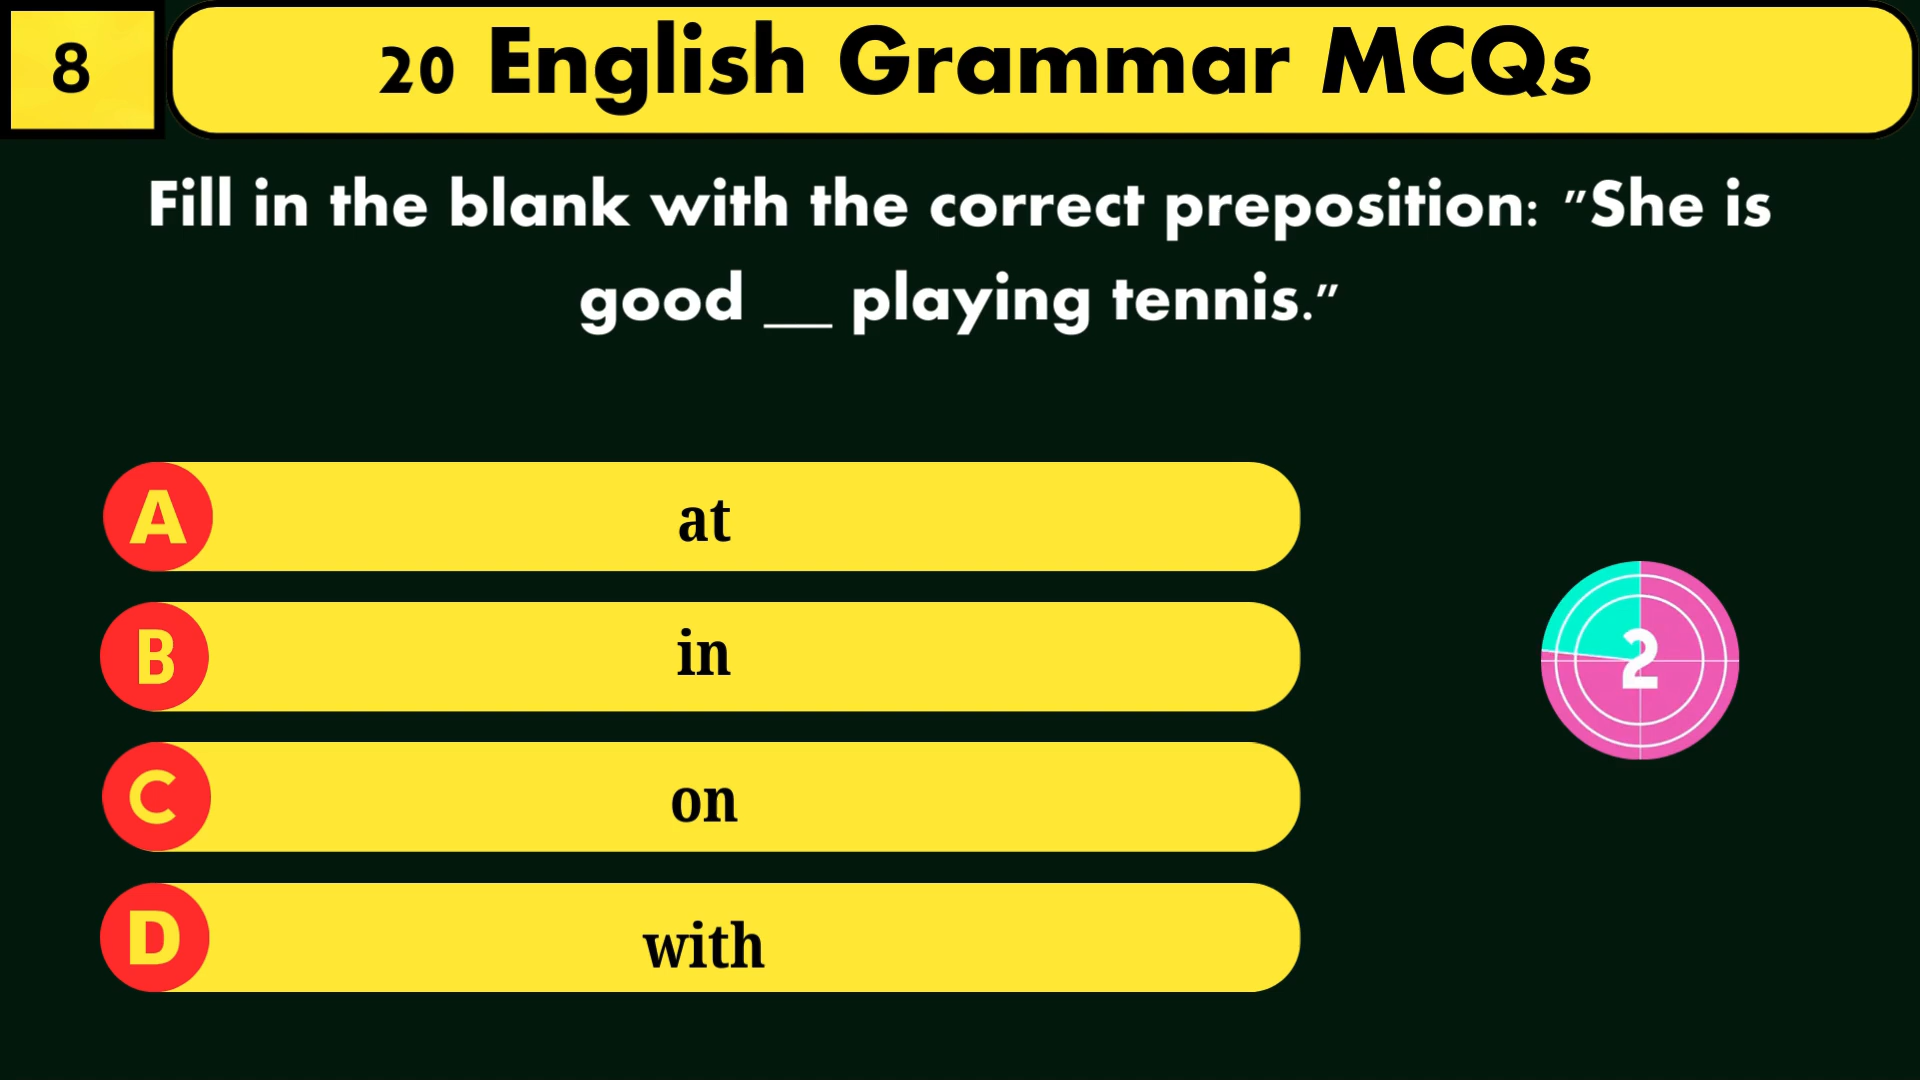 8
20 English Grammar MCQs
Fill in the blank with the correct preposition: "She is
good __ playing tennis."
A at
B in
2
C on
D with